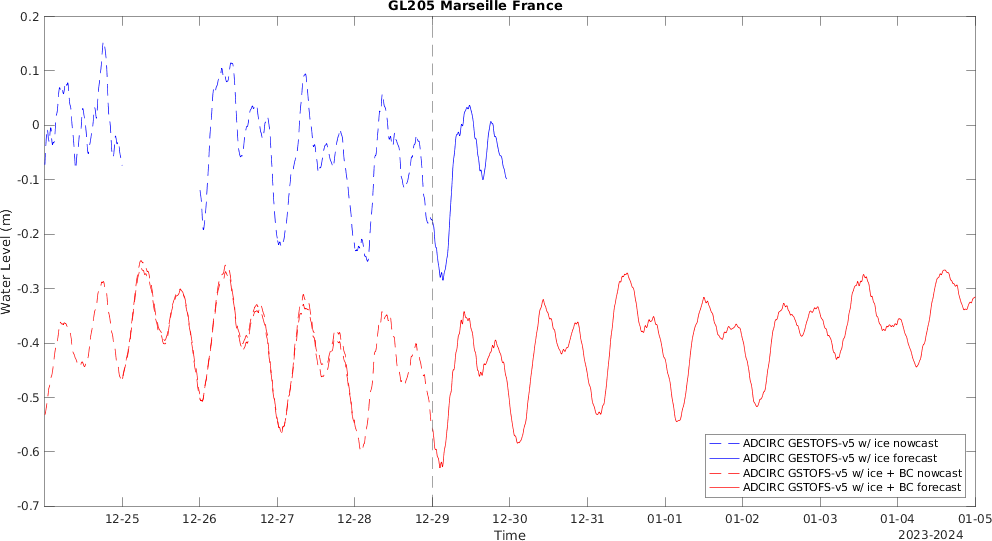 GL205 Marseille France
0.2
0.1
0
-0.1
-0.2
-0.3
-0.4
-0.5
-0.6
-0.7
Water Level (m)
ADCIRC GESTOFS-v5 w/ ice nowcast
ADCIRC GESTOFS-v5 w/ ice forecast
ADCIRC GSTOFS-v5 w/ ice + BC nowcast
ADCIRC GSTOFS-v5 w/ ice + BC forecast
12-25 12-26 12-27 12-28 12-29 12-30 12-31 01-01 01-02 01-03 01-04 01-05
Time
2023-2024